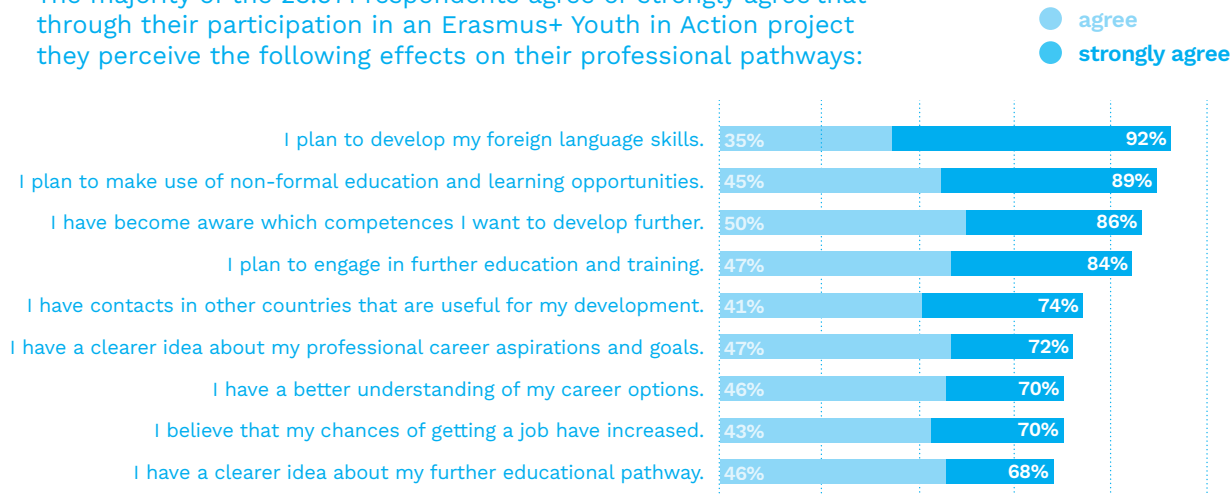 through their participation in an Erasmus+ Youth in Action project
they perceive the following effects on their professional pathways:
agree
strongly agree
I plan to develop my foreign language skills. 35% 92%
I plan to make use of non-formal education and learning opportunities. 45% 89%
I have become aware which competences I want to develop further. 50% 86%
I plan to engage in further education and training. 47% 84%
I have contacts in other countries that are useful for my development. 41% 74%
I have a clearer idea about my professional career aspirations and goals. 47% 72%
I have a better understanding of my career options. 46% 70%
I believe that my chances of getting a job have increased. 43% 70%
I have a clearer idea about my further educational pathway. 46% 68%